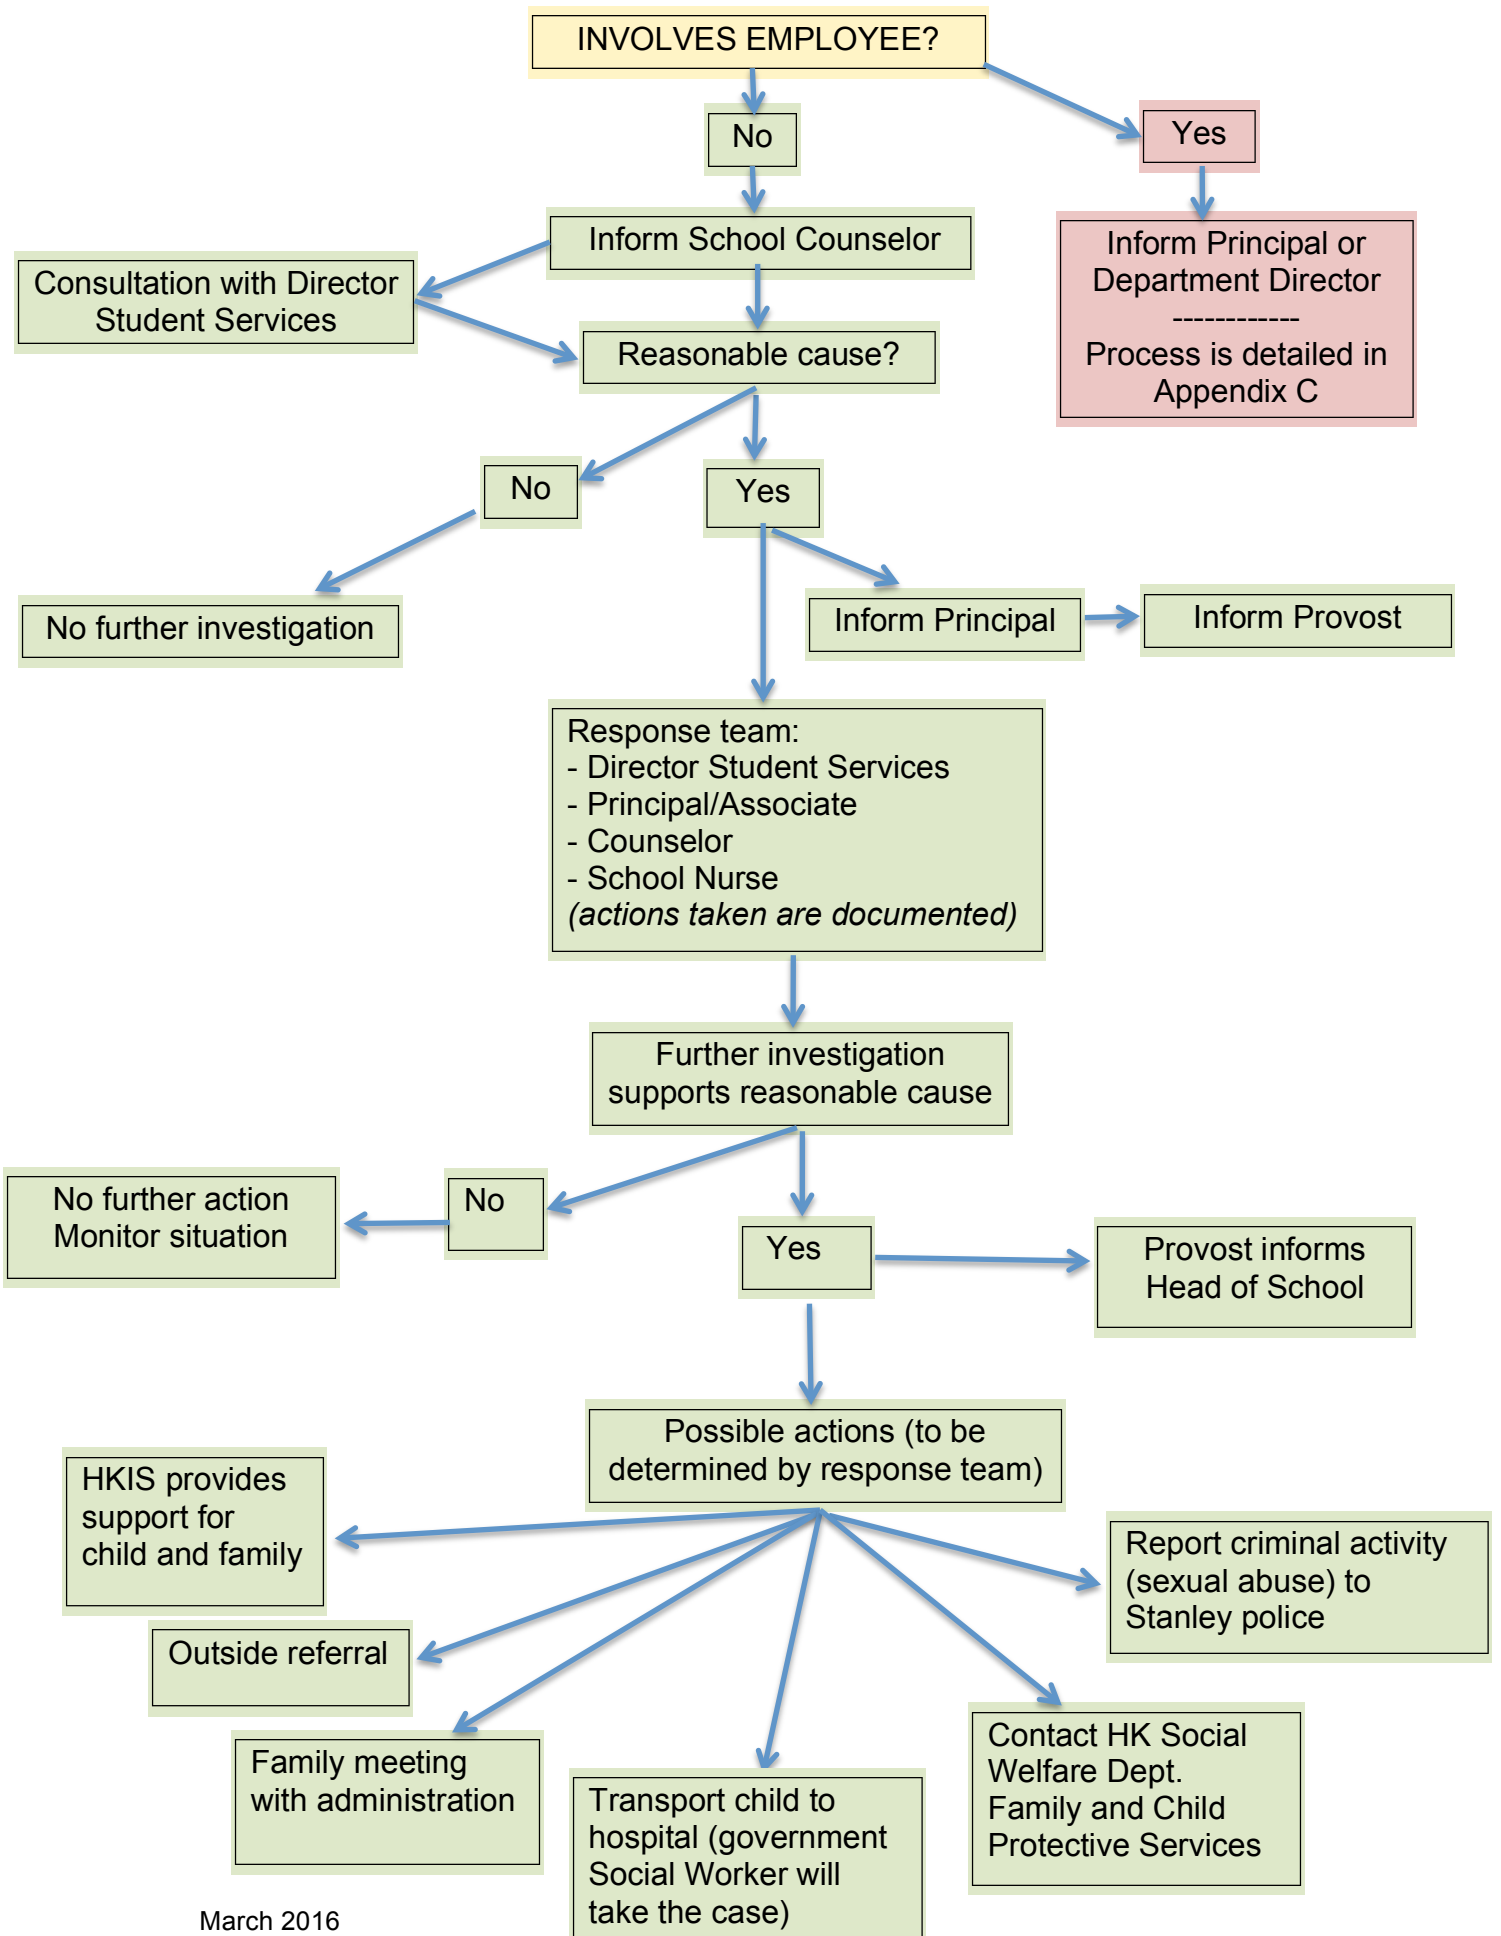 INVOLVES EMPLOYEE?
No
Yes
Inform School Counselor
Inform Principal or
Department Director
------------
Process is detailed in
Appendix C
Consultation with Director
Student Services
Reasonable cause?
No
Yes
No further investigation
Inform Principal
Inform Provost
Response team:
- Director Student Services
- Principal/Associate
- Counselor
- School Nurse
(actions taken are documented)
Further investigation
supports reasonable cause
No further action
Monitor situation
No
Yes
Provost informs
Head of School
Possible actions (to be
determined by response team)
HKIS provides
support for
child and family
Report criminal activity
(sexual abuse) to
Stanley police
Outside referral
Family meeting
with administration
Transport child to
hospital (government
Social Worker will
take the case)
Contact HK Social
Welfare Dept.
Family and Child
Protective Services
March 2016